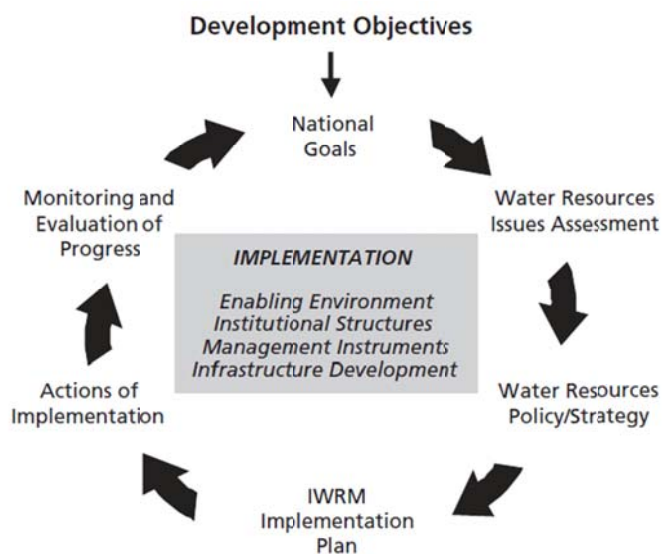 Development Objectives
National
Goals
Water Resources
Issues Assessment
Water Resources
Policy/Strategy
IWRM
Implementation
Plan
Actions of
Implementation
Monitoring and
Evaluation of
Progress
IMPLEMENTATION
Enabling Environment
Institutional Structures
Management Instruments
Infrastructure Development